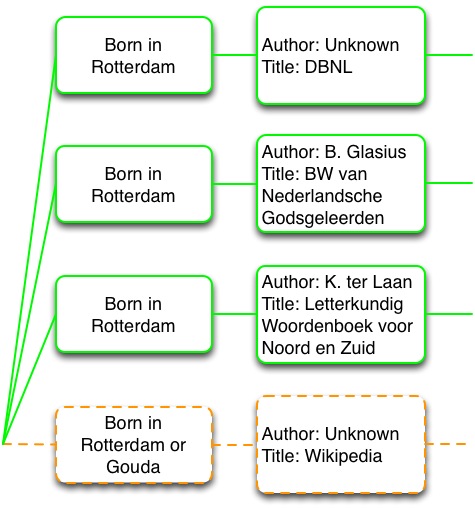 Born in
Rotterdam
Author: Unknown
Title: DBNL
Born in
Rotterdam
Author: B. Glasius
Title: BW van
Nederlandsche
Godsgeleerden
Born in
Rotterdam
Author: K. ter Laan
Title: Letterkundig
Woordenboek voor
Noord en Zuid
Born in
Rotterdam or
Gouda
Author: Unknown
Title: Wikipedia